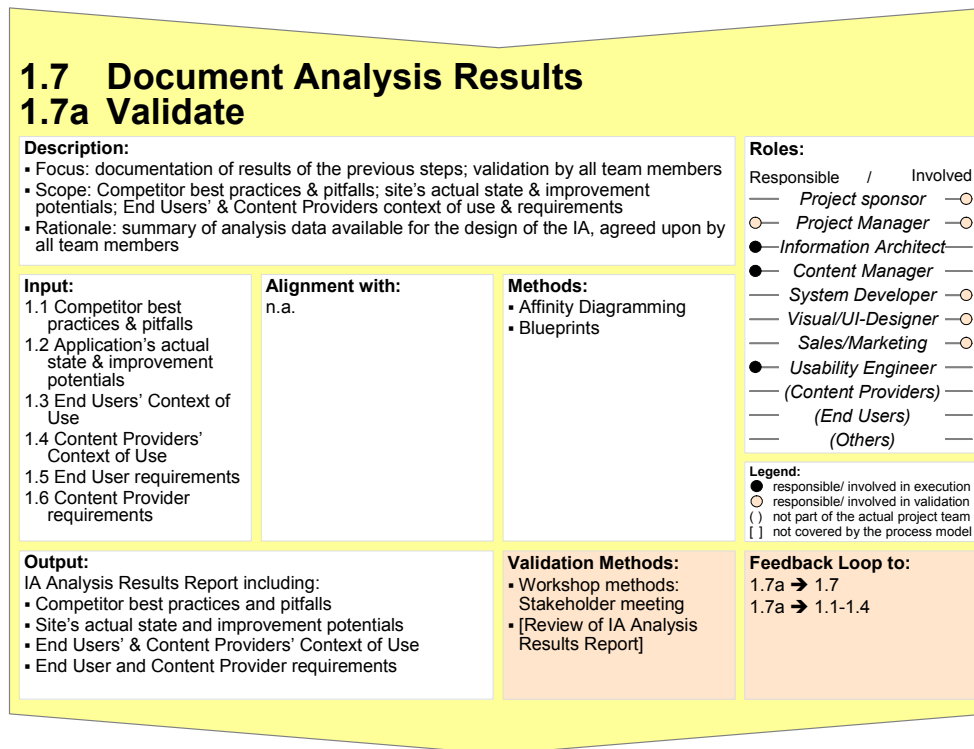 1.7 Document Analysis Results
1.7a Validate
Description:
▪ Focus: documentation of results of the previous steps; validation by all team members
▪ Scope: Competitor best practices & pitfalls; site's actual state & improvement
potentials; End Users' & Content Providers context of use & requirements
▪ Rationale: summary of analysis data available for the design of the IA, agreed upon by
all team members
Roles:
Responsible / Involved
Project sponsor
Project Manager
Information Architect
Content Manager
System Developer
Visual/UI-Designer
Sales/Marketing
Usability Engineer
(Content Providers)
(End Users)
(Others)
Legend:
responsible/ involved in execution
responsible/ involved in validation
( ) not part of the actual project team
[ ] not covered by the process model
Input:
1.1 Competitor best
practices & pitfalls
1.2 Application's actual
state & improvement
potentials
1.3 End Users' Context of
Use
1.4 Content Providers'
Context of Use
1.5 End User requirements
1.6 Content Provider
requirements
Alignment with:
n.a.
Methods:
▪ Affinity Diagramming
▪ Blueprints
Output:
IA Analysis Results Report including:
▪ Competitor best practices and pitfalls
▪ Site's actual state and improvement potentials
▪ End Users' & Content Providers' Context of Use
▪ End User and Content Provider requirements
Validation Methods:
▪ Workshop methods:
Stakeholder meeting
▪ [Review of IA Analysis
Results Report]
Feedback Loop to:
1.7a ➔ 1.7
1.7a ➔ 1.1-1.4